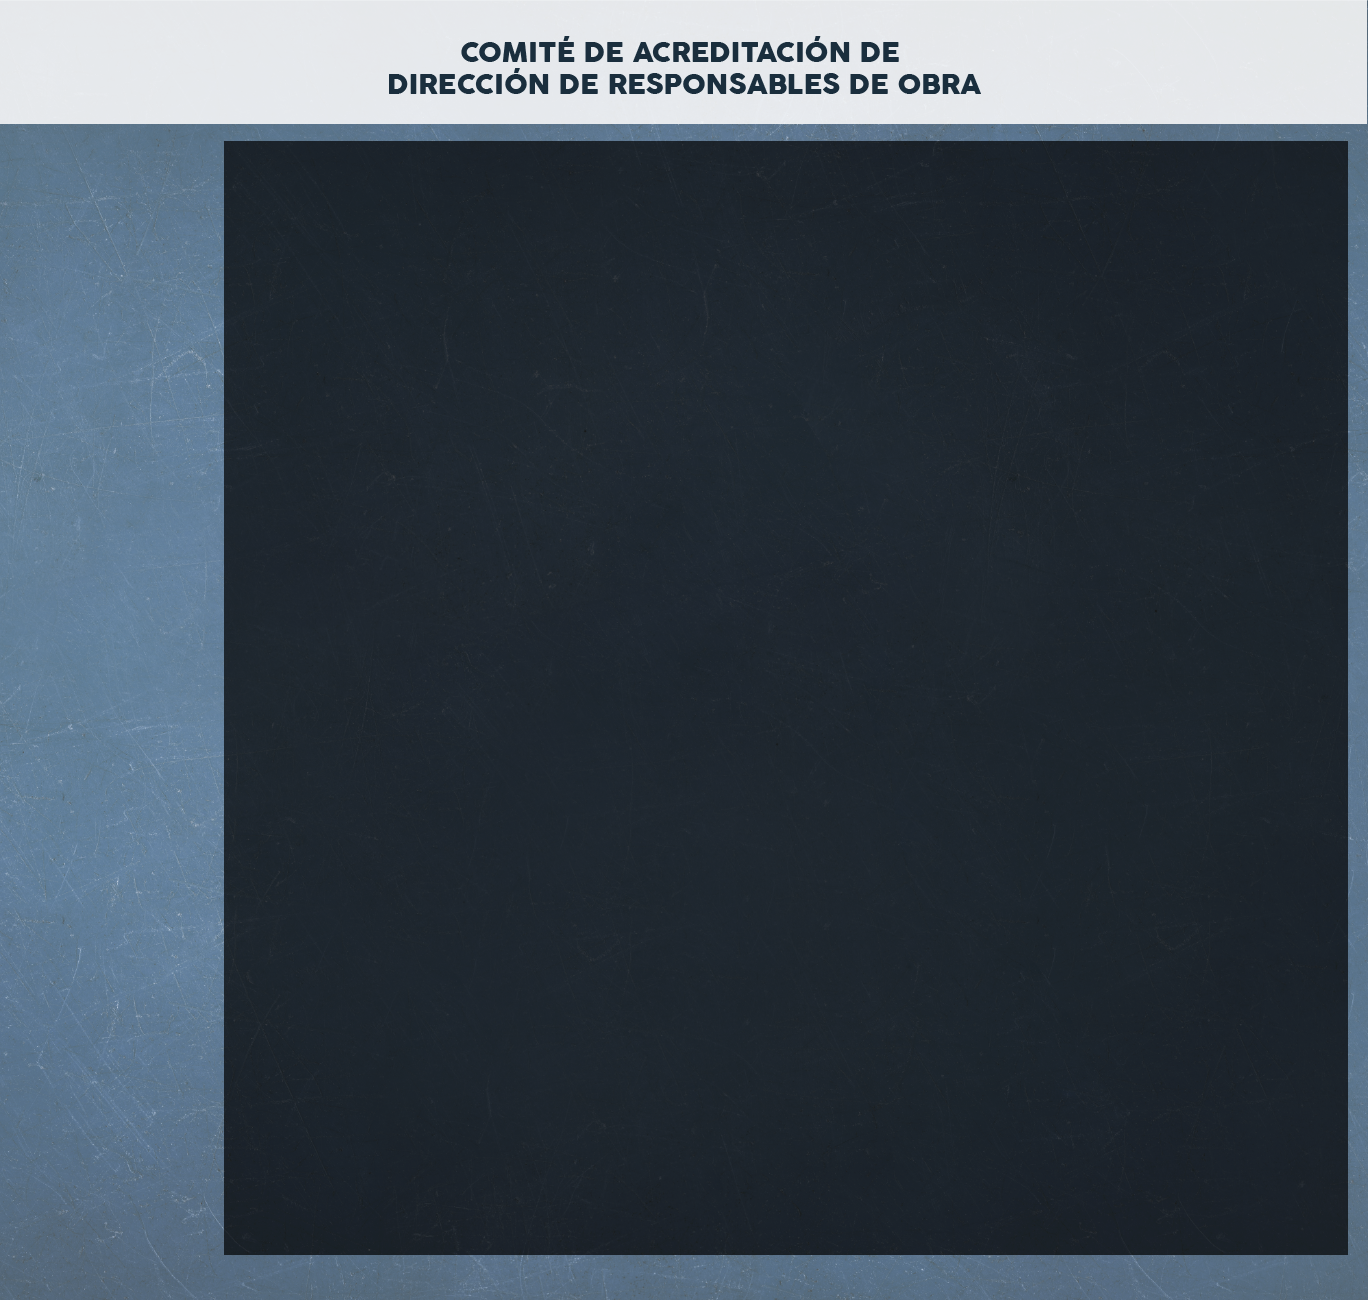 COMITÉ DE ACREDITACIÓN DE
DIRECCIÓN DE RESPONSABLES DE OBRA